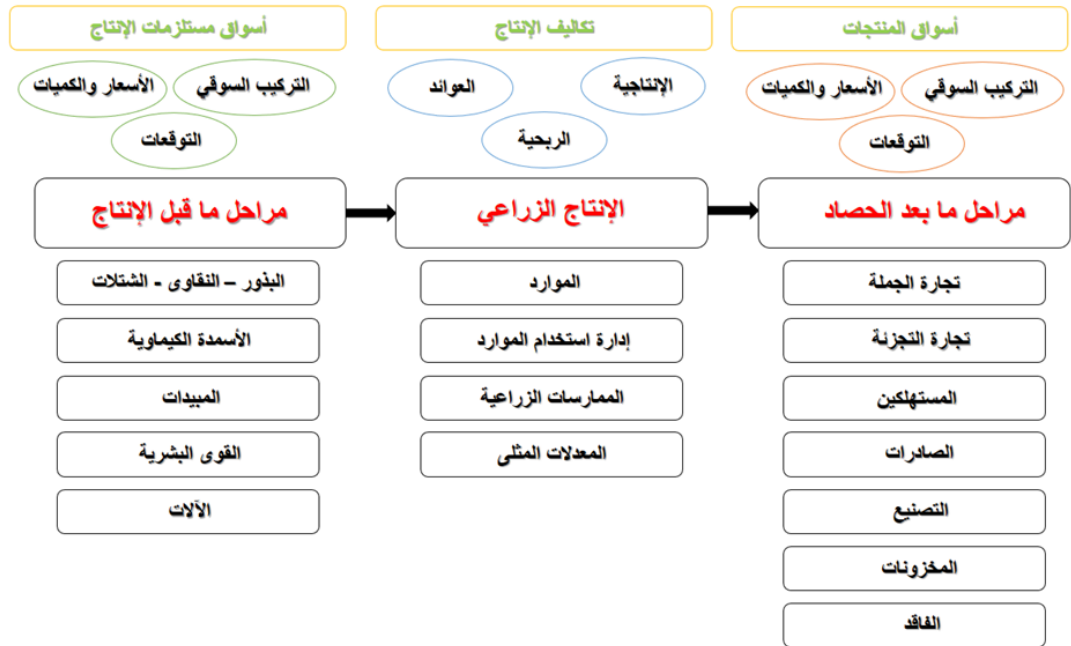 أسواق مستلزمات الإنتاج
التركيب السوقي
الأسعار والكميات
التوقعات
مراحل ما قبل الإنتاج
البذور – النقاوى - الشتلات
الأسمدة الكيماوية
المبيدات
القوى البشرية
الآلات
تكاليف الإنتاج
الإنتاجية
العوائد
الربحية
الإنتاج الزراعي
الموارد
إدارة استخدام الموارد
الممارسات الزراعية
المعدلات المثلى
أسواق المنتجات
التركيب السوقي
الأسعار والكميات
التوقعات
مراحل ما بعد الحصاد
تجارة الجملة
تجارة التجزئة
المستهلكين
الصادرات
التصنيع
المخزونات
الفاقد